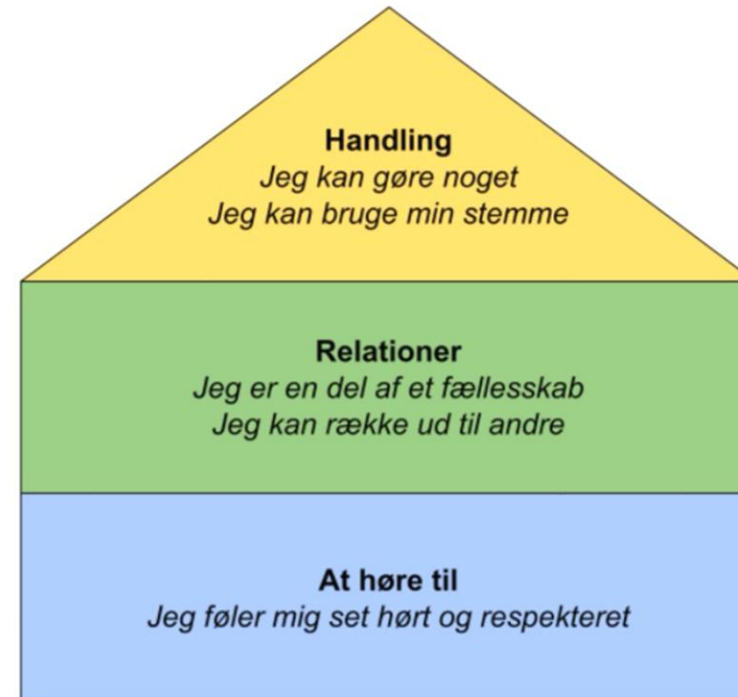 Handling
Jeg kan gøre noget
Jeg kan bruge min stemme
Relationer
Jeg er en del af et fællesskab
Jeg kan række ud til andre
At høre til
Jeg føler mig set hørt og respekteret